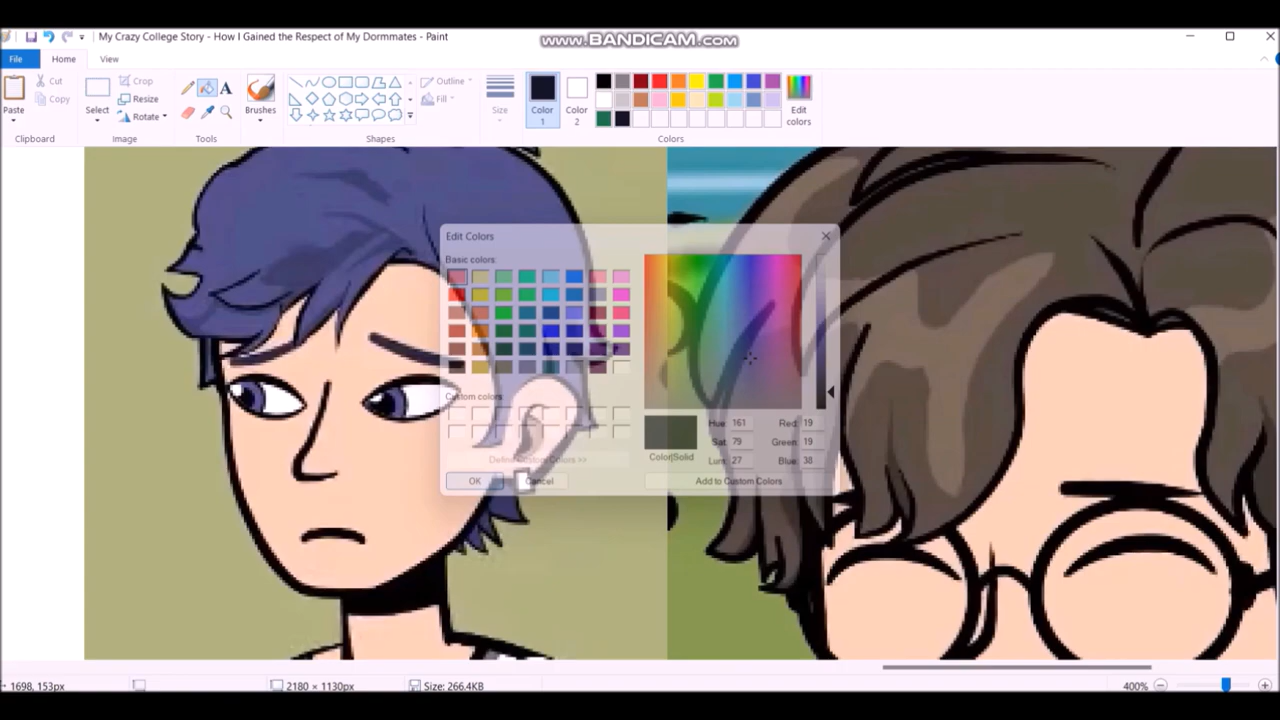 www.BANDICAM.com
My Crazy College Story - How I Gained the Respect of My Dormmates - Paint
File Home View
Cut
Copy
Paste
Clipboard
Select
Crop
Resize
Rotate
Image
A
Tools
Brushes
Shapes
Outline
Fill
Size
Color 1
Color 2
Edit colors
Colors
Edit Colors
Basic colors:
Custom colors
Define Custom Colors >>
OK Cancel
Color|Solid
Hue: 161 Red: 19
Sat: 79 Green: 19
Lum: 27 Blue: 38
Add to Custom Colors
1698, 153px
2180 × 1130px
Size: 266.4KB
400%